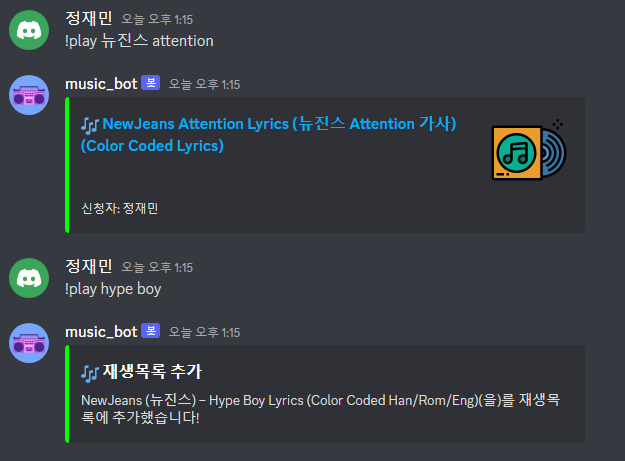 정재민 오늘 오후 1:15
!play 뉴진스 attention
music_bot 봇 오늘 오후 1:15
🎶 NewJeans Attention Lyrics (뉴진스 Attention 가사)
(Color Coded Lyrics)
신청자: 정재민
정재민 오늘 오후 1:15
!play hype boy
music_bot 봇 오늘 오후 1:15
🎶 재생목록 추가
NewJeans (뉴진스) – Hype Boy Lyrics (Color Coded Han/Rom/Eng)(을)를 재생목
록에 추가했습니다!